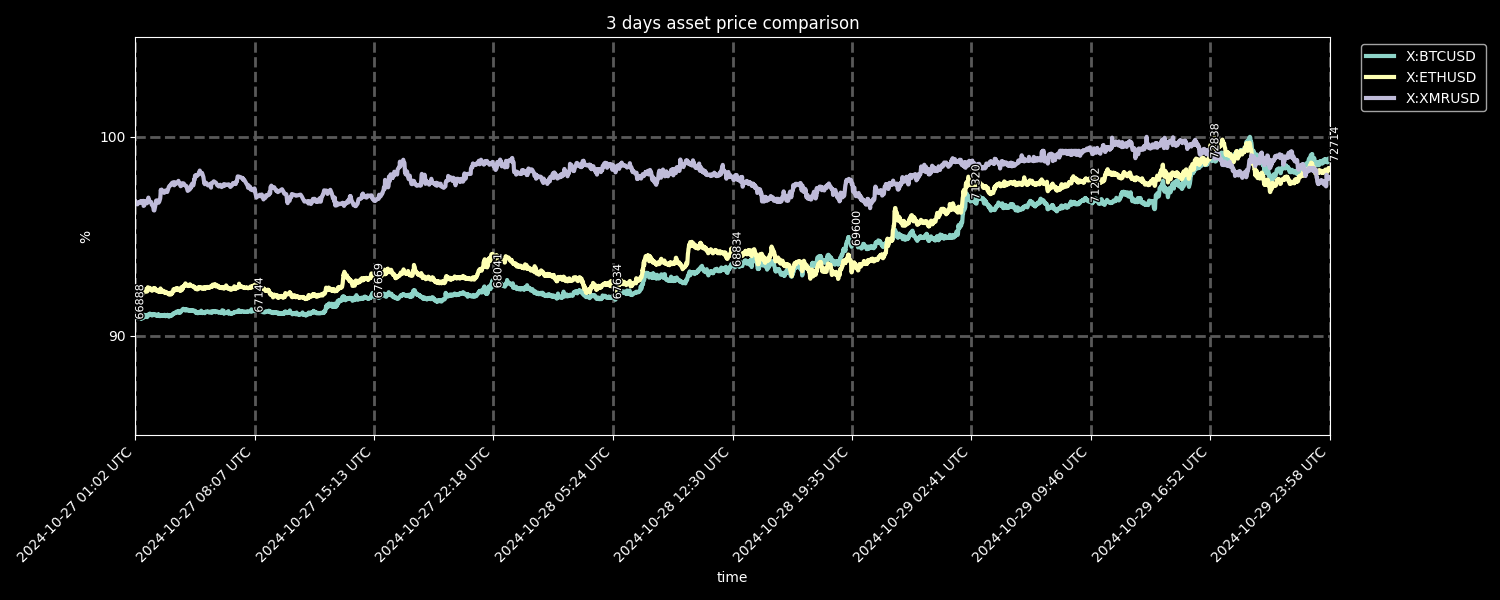 3 days asset price comparison
X:BTCUSD
X:ETHUSD
X:XMRUSD
100
90
%
66888
67144
67669
68041
67634
68834
69600
71320
71202
72838
72714
2024-10-27 01:02 UTC
2024-10-27 08:07 UTC
2024-10-27 15:13 UTC
2024-10-27 22:18 UTC
2024-10-28 05:24 UTC
2024-10-28 12:30 UTC
2024-10-28 19:35 UTC
2024-10-29 02:41 UTC
2024-10-29 09:46 UTC
2024-10-29 16:52 UTC
2024-10-29 23:58 UTC
time